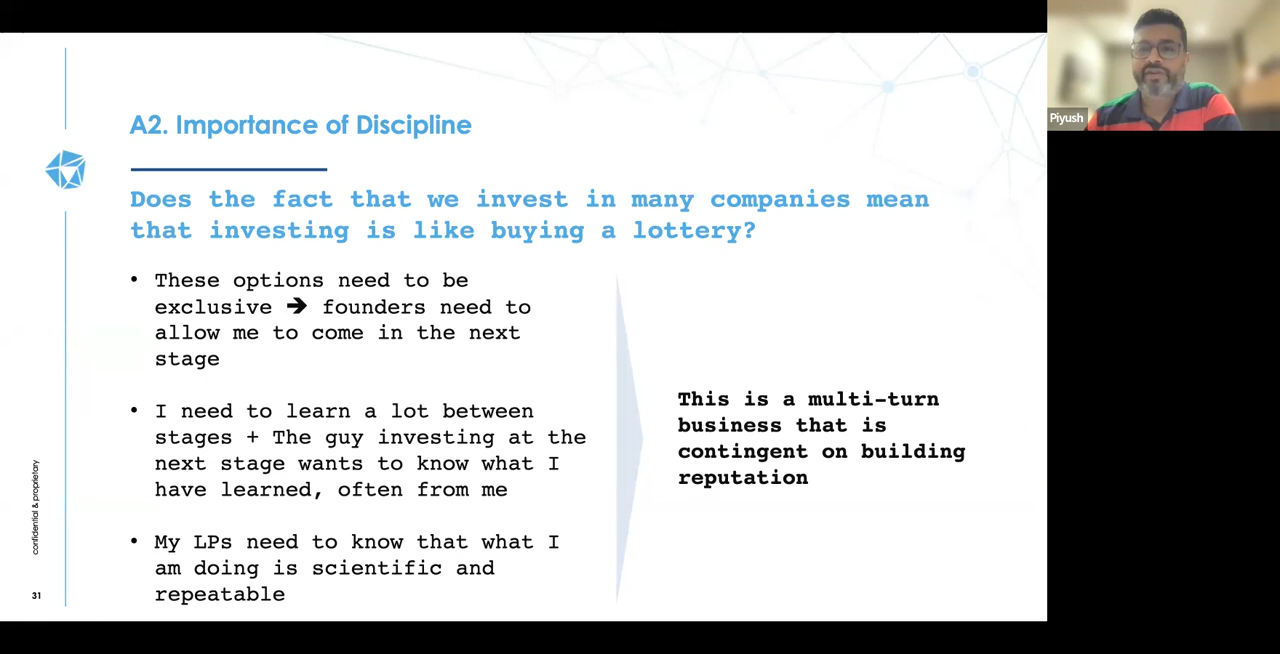 A2. Importance of Discipline
Does the fact that we invest in many companies mean
that investing is like buying a lottery?
• These options need to be
exclusive ➔ founders need to
allow me to come in the next
stage
• I need to learn a lot between
stages + The guy investing at the
next stage wants to know what I
have learned, often from me
• My LPs need to know that what I
am doing is scientific and
repeatable
This is a multi-turn
business that is
contingent on building
reputation
confidential & proprietary
31
Piyush